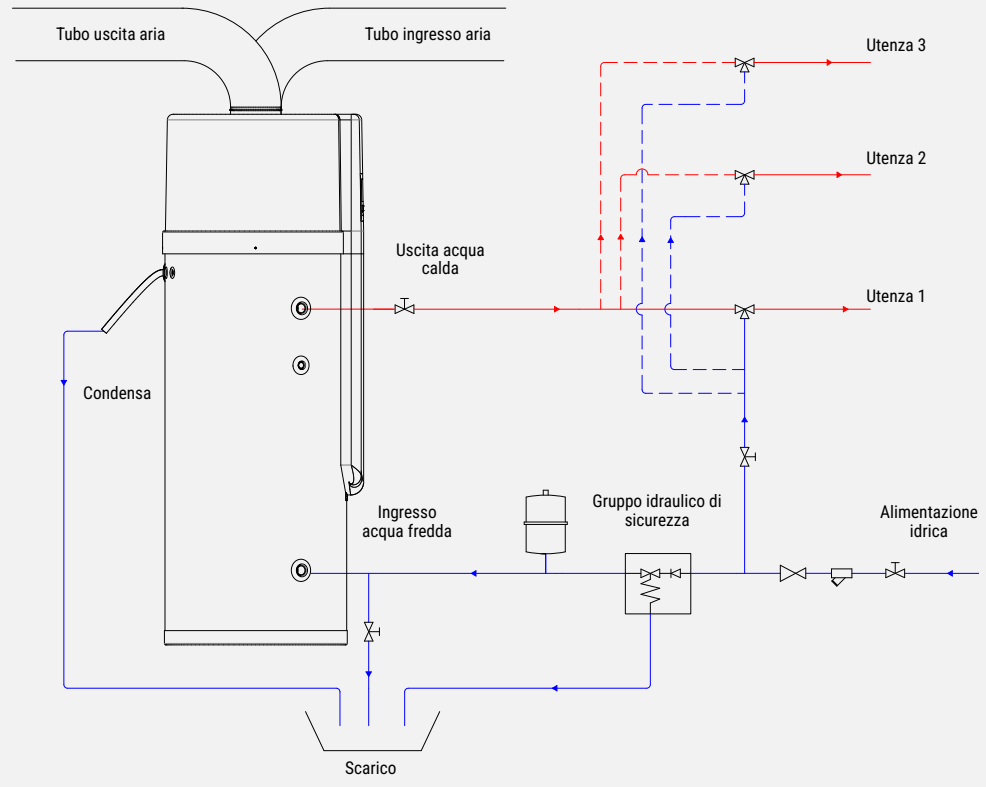 Tubo uscita aria
Tubo ingresso aria
Utenza 3
Utenza 2
Uscita acqua
calda
Utenza 1
Condensa
Ingresso
acqua fredda
Gruppo idraulico di
sicurezza
Alimentazione
idrica
Scarico